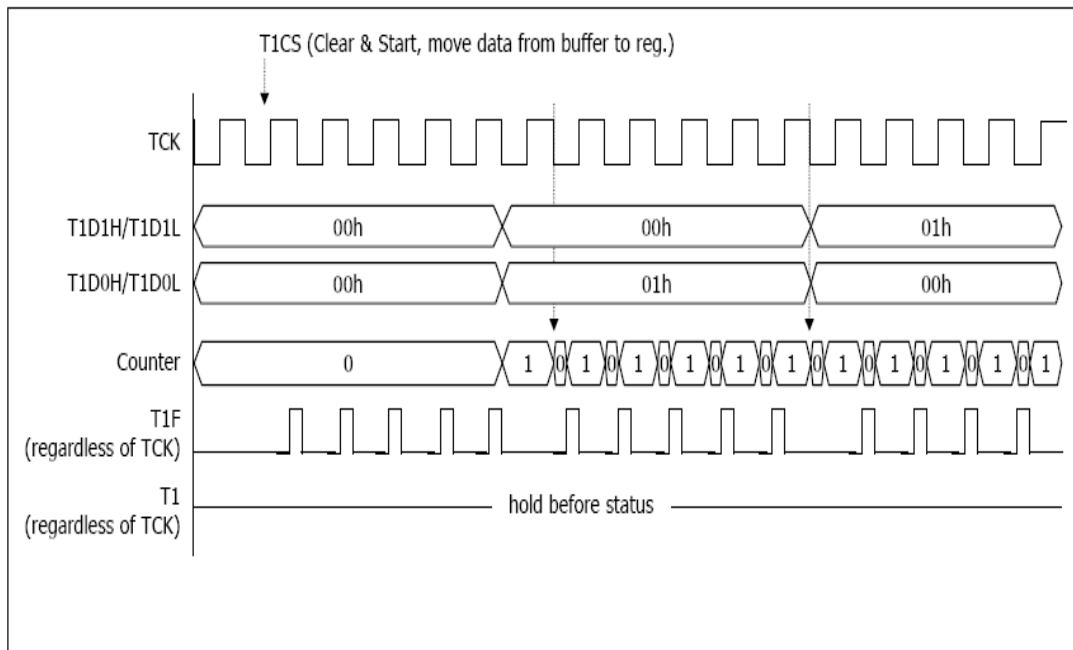 T1CS (Clear & Start, move data from buffer to reg.)
TCK
T1D1H/T1D1L 00h 00h 01h
T1D0H/T1D0L 00h 01h 00h
Counter 0 1 0 1 0 1 0 1 0 1 0 1 0 1 0 1 0 1 0 1 0 1
T1F
(regardless of TCK)
T1 hold before status
(regardless of TCK)